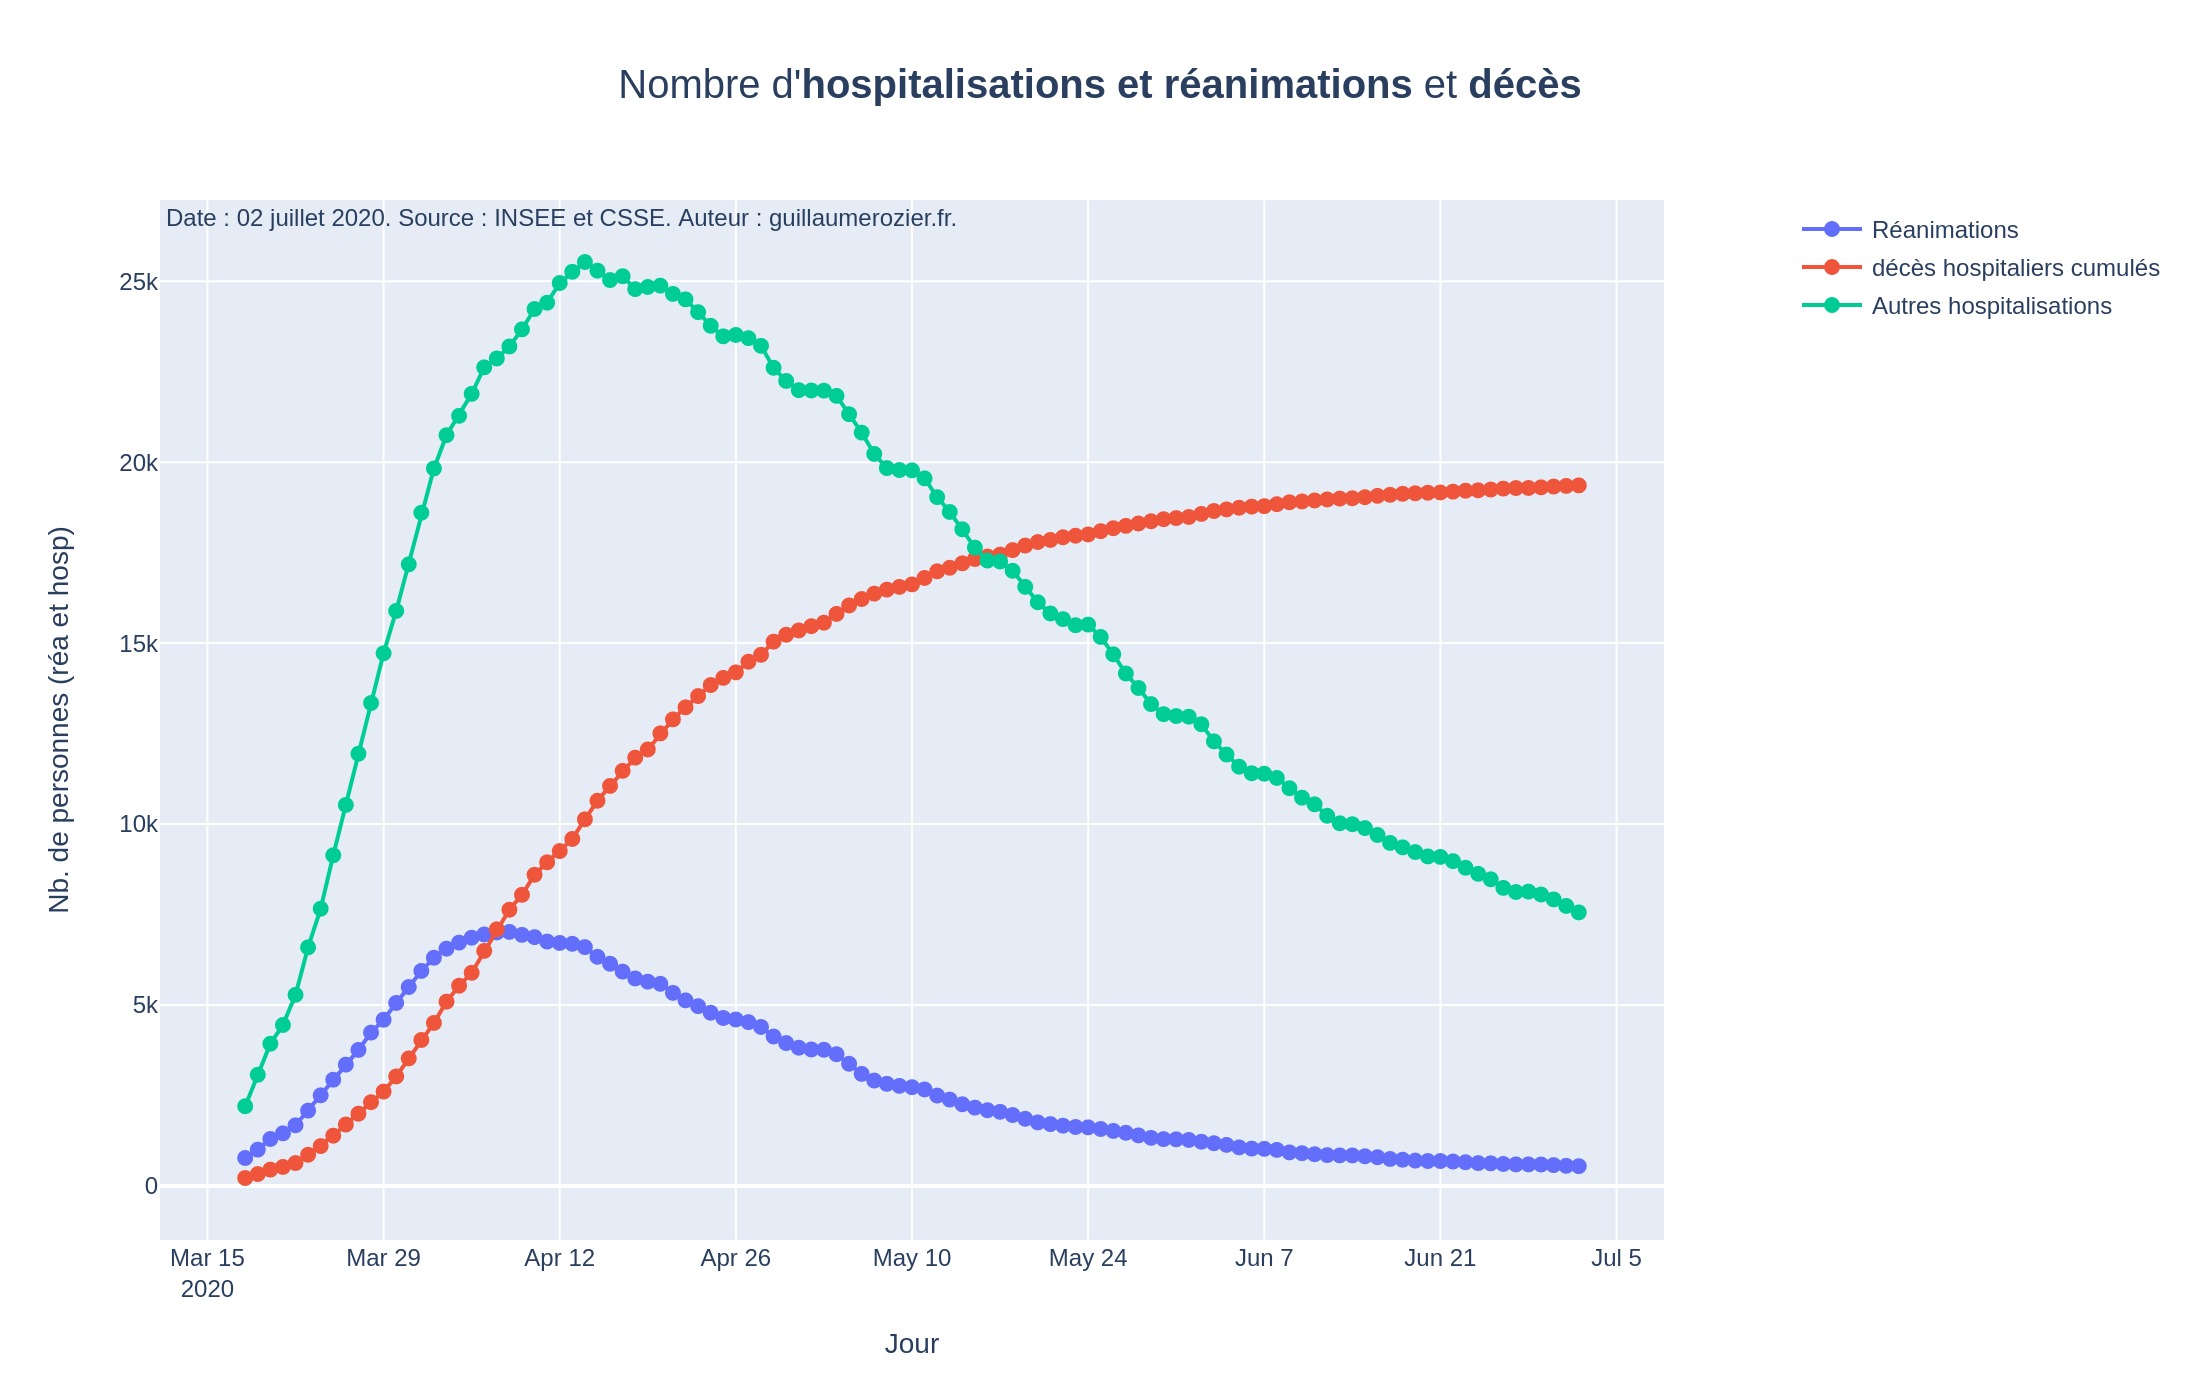 Nombre d'hospitalisations et réanimations et décès
Date : 02 juillet 2020. Source : INSEE et CSSE. Auteur : guillaumerozier.fr.
Réanimations
décès hospitaliers cumulés
Autres hospitalisations
Nb. de personnes (réa et hosp)
25k
20k
15k
10k
5k
0
Mar 15
2020
Mar 29
Apr 12
Apr 26
May 10
May 24
Jun 7
Jun 21
Jul 5
Jour